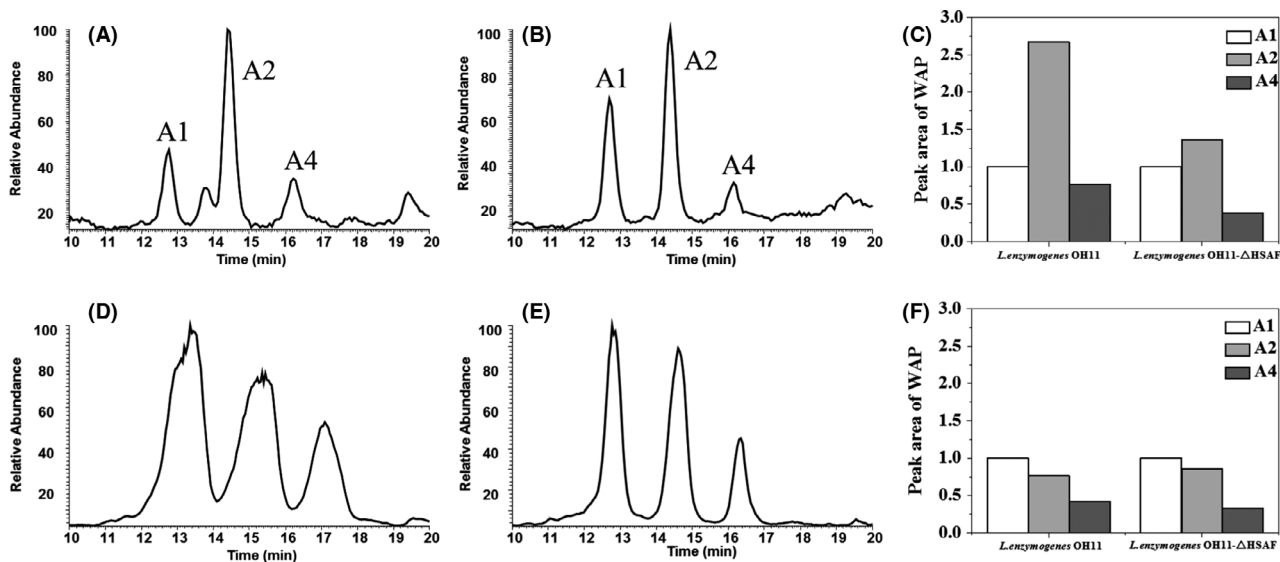 (A)
Relative Abundance
100
80
60
40
20
A1
A2
A4
10 11 12 13 14 15 16 17 18 19 20
Time (min)
(B)
Relative Abundance
100
80
60
40
20
A1
A2
A4
10 11 12 13 14 15 16 17 18 19 20
Time (min)
(C)
Peak area of WAP
3.0
2.5
2.0
1.5
1.0
0.5
0.0
A1
A2
A4
L.enzymogenes OH11
L.enzymogenes OH11-△HSAF
(D)
Relative Abundance
100
80
60
40
20
10 11 12 13 14 15 16 17 18 19 20
Time (min)
(E)
Relative Abundance
100
80
60
40
20
10 11 12 13 14 15 16 17 18 19 20
Time (min)
(F)
Peak area of WAP
3.0
2.5
2.0
1.5
1.0
0.5
0.0
A1
A2
A4
L.enzymogenes OH11
L.enzymogenes OH11-△HSAF